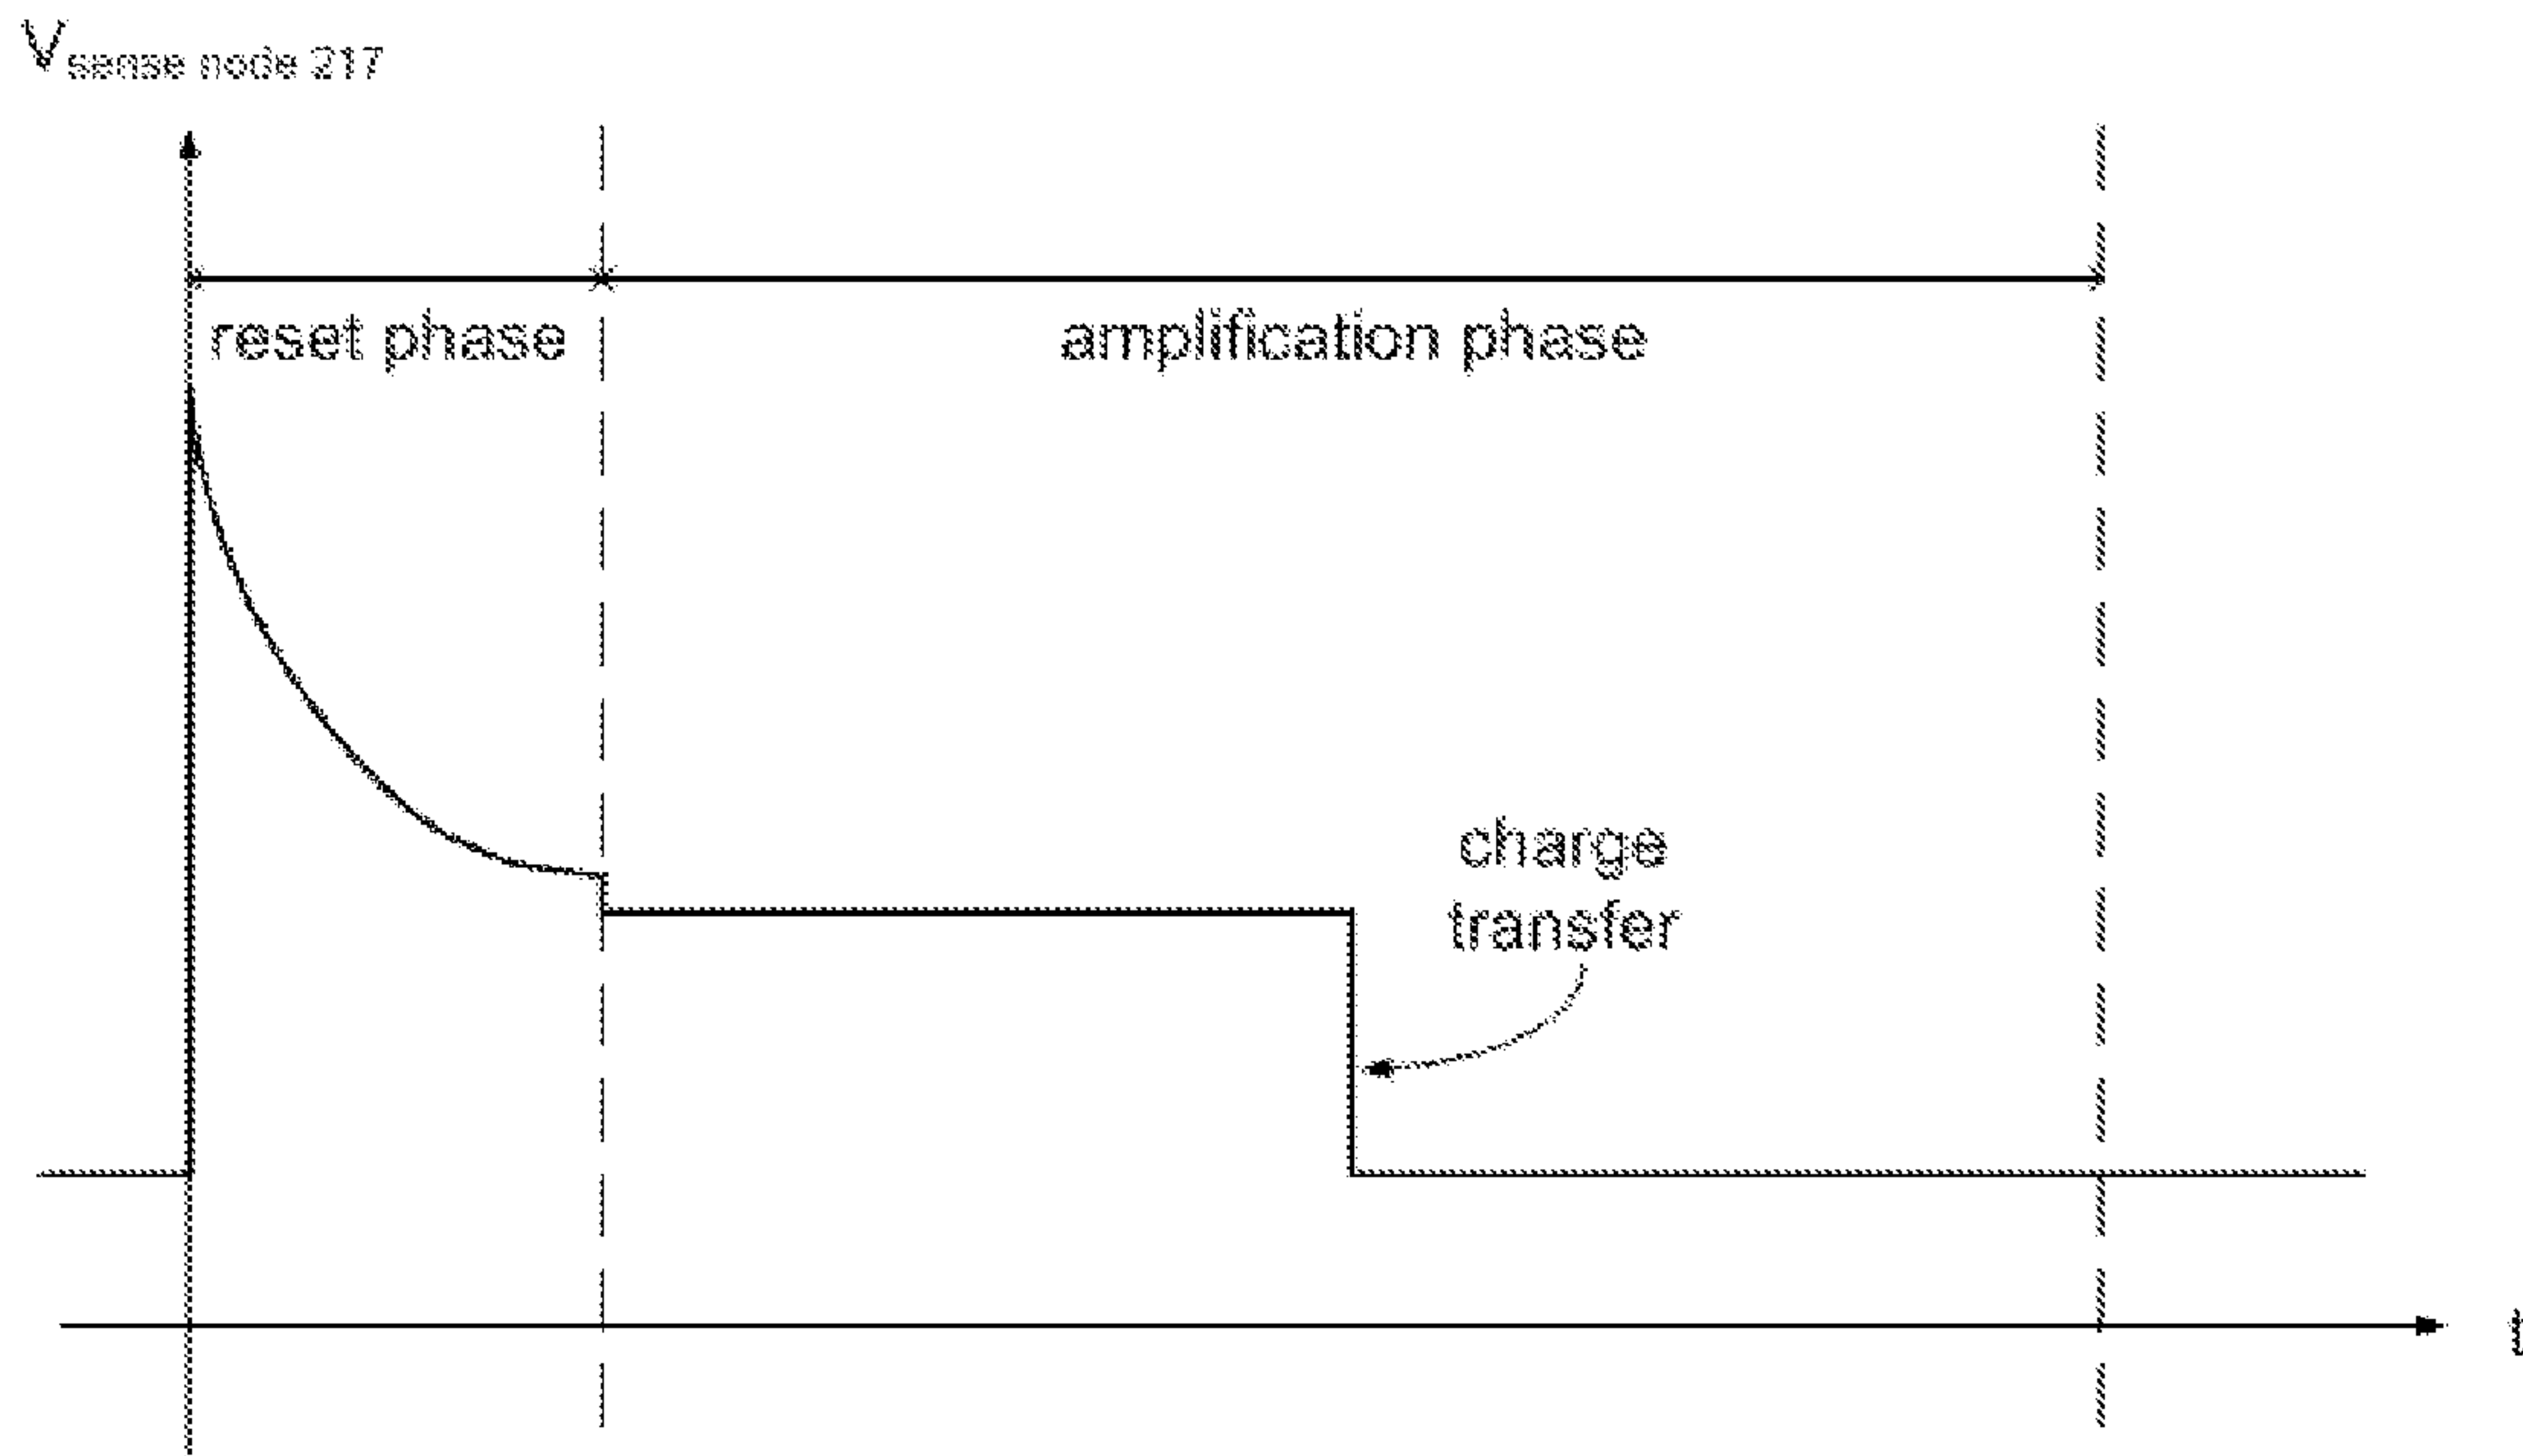 Vsense node 217
reset phase
amplification phase
charge
transfer
t